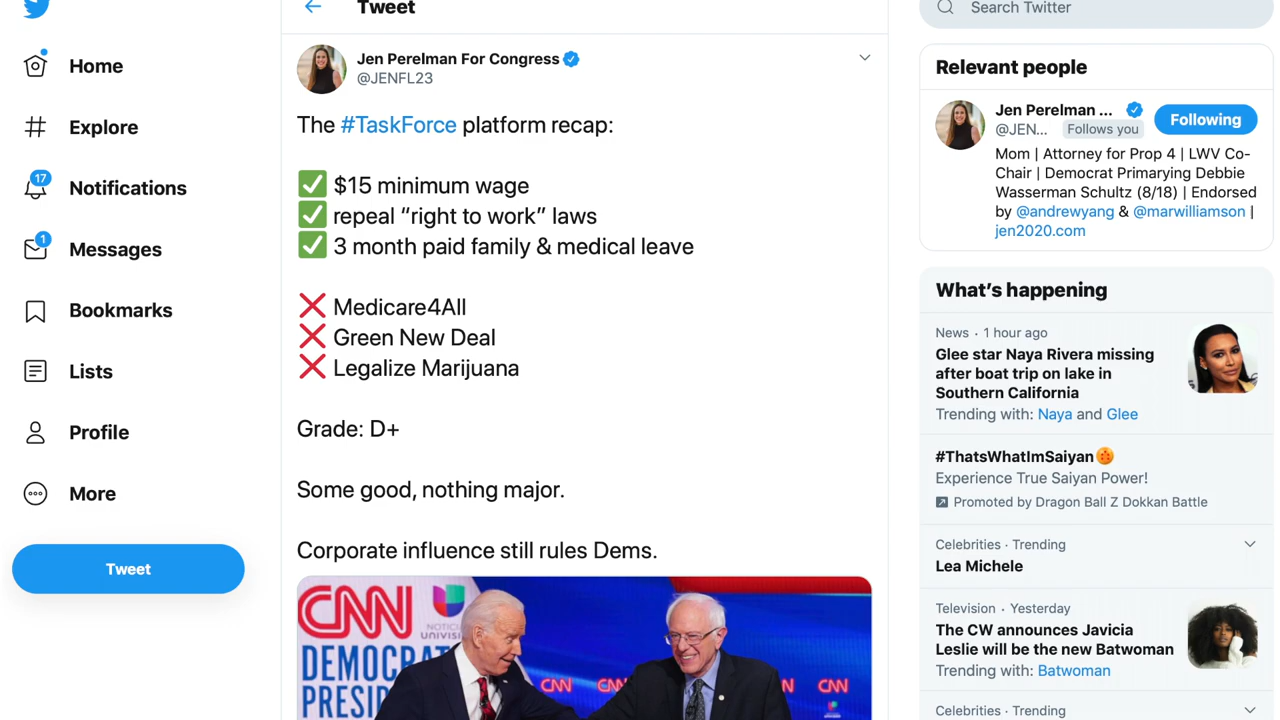 Home
Explore
17
Notifications
1
Messages
Bookmarks
Lists
Profile
More
Tweet
Tweet
Jen Perelman For Congress
@JENFL23
The #TaskForce platform recap:
✅ $15 minimum wage
✅ repeal “right to work” laws
✅ 3 month paid family & medical leave
❌ Medicare4All
❌ Green New Deal
❌ Legalize Marijuana
Grade: D+
Some good, nothing major.
Corporate influence still rules Dems.
CNN
UNIVISI
DEMOCRAT
PRESID
CNN
CNN
Search Twitter
Relevant people
Jen Perelman ...
@JEN... Follows you
Following
Mom | Attorney for Prop 4 | LWV Co-
Chair | Democrat Primarying Debbie
Wasserman Schultz (8/18) | Endorsed
by @andrewyang & @marwilliamson |
jen2020.com
What’s happening
News · 1 hour ago
Glee star Naya Rivera missing
after boat trip on lake in
Southern California
Trending with: Naya and Glee
#ThatsWhatImSaiyan
Experience True Saiyan Power!
Promoted by Dragon Ball Z Dokkan Battle
Celebrities · Trending
Lea Michele
Television · Yesterday
The CW announces Javicia
Leslie will be the new Batwoman
Trending with: Batwoman
Celebrities · Trending